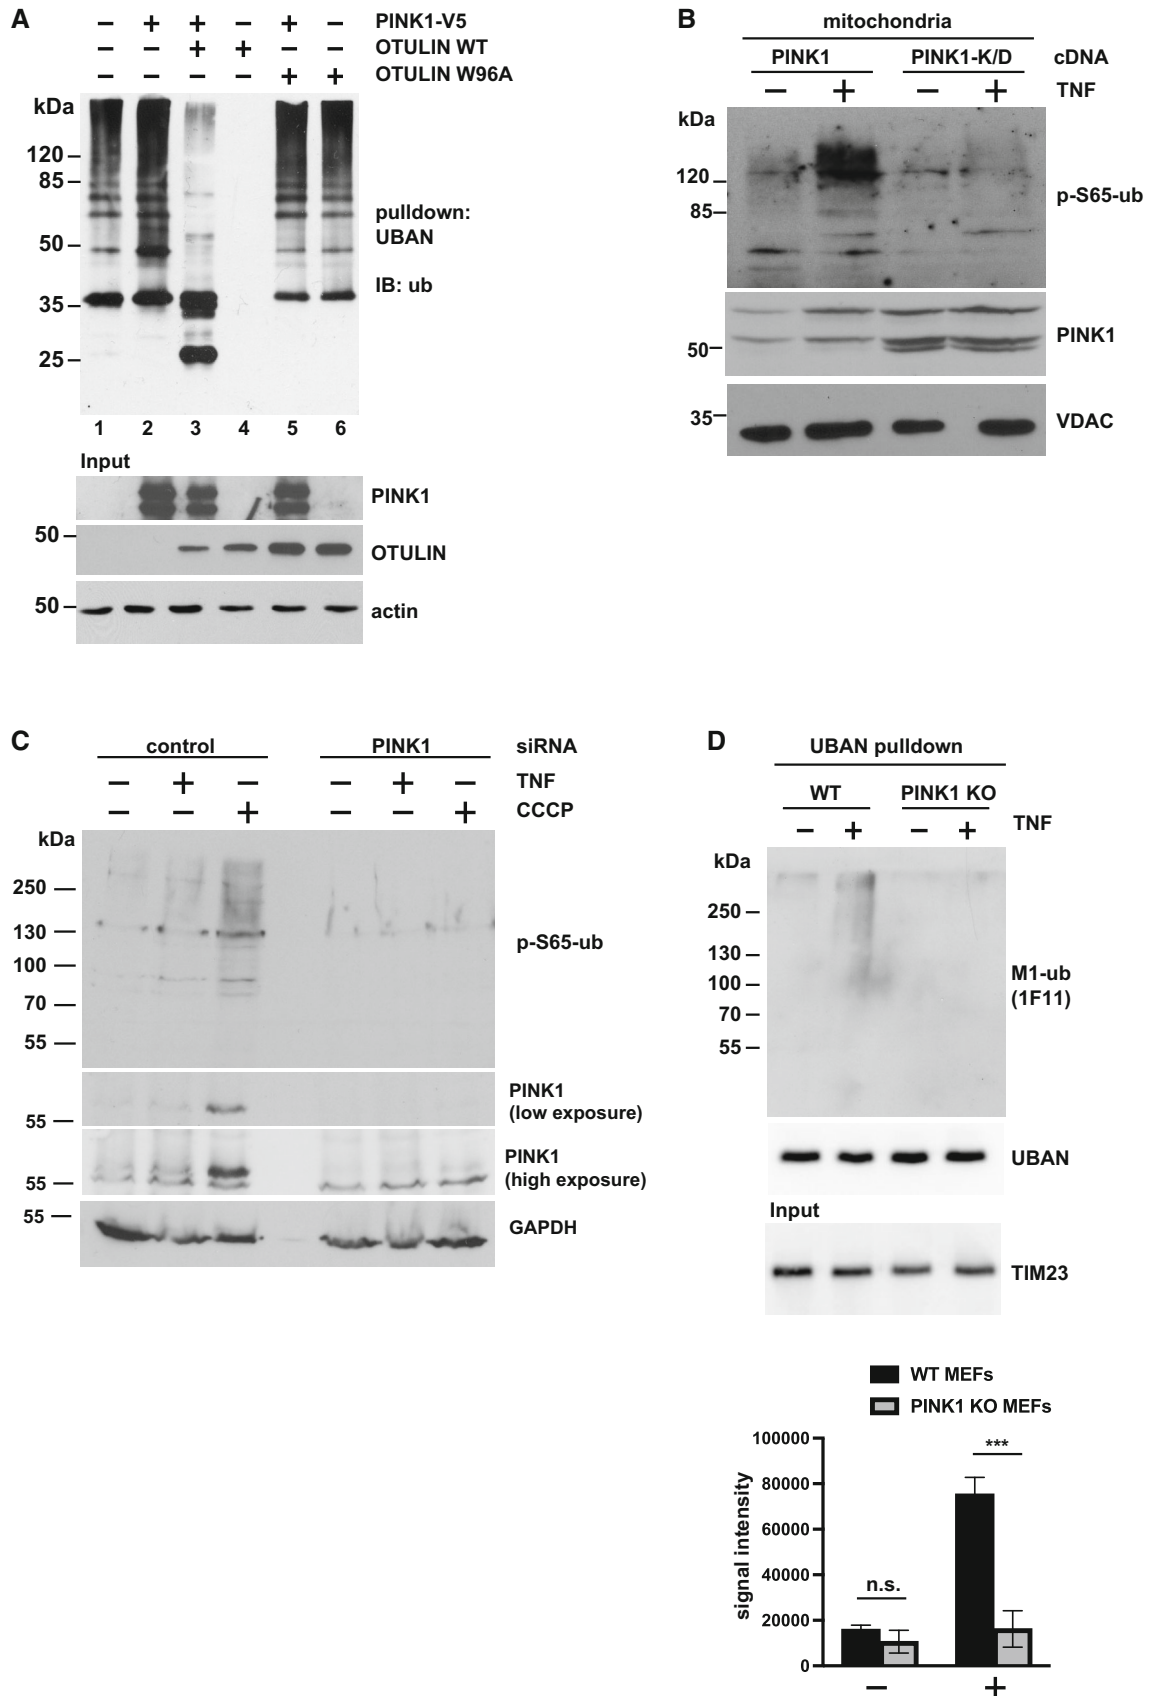 A
− + + − + − PINK1-V5
− − + + − − OTULIN WT
− − − − + + OTULIN W96A
kDa
120
85
50
35
25
pulldown:
UBAN
IB: ub
1 2 3 4 5 6
Input
PINK1
50
OTULIN
50
actin
B
mitochondria
PINK1 PINK1-K/D cDNA
− + − + TNF
kDa
120
85
p-S65-ub
50
PINK1
35
VDAC
C
control PINK1 siRNA
− + − − + − TNF
− − + − − + CCCP
kDa
250
130
100
70
55
p-S65-ub
PINK1
(low exposure)
55
PINK1
(high exposure)
55
55
GAPDH
D
UBAN pulldown
WT PINK1 KO
− + − + TNF
kDa
250
130
100
70
55
M1-ub
(1F11)
UBAN
Input
TIM23
WT MEFs
PINK1 KO MEFs
signal intensity
100000
80000
60000
40000
20000
0
n.s.
***
− +